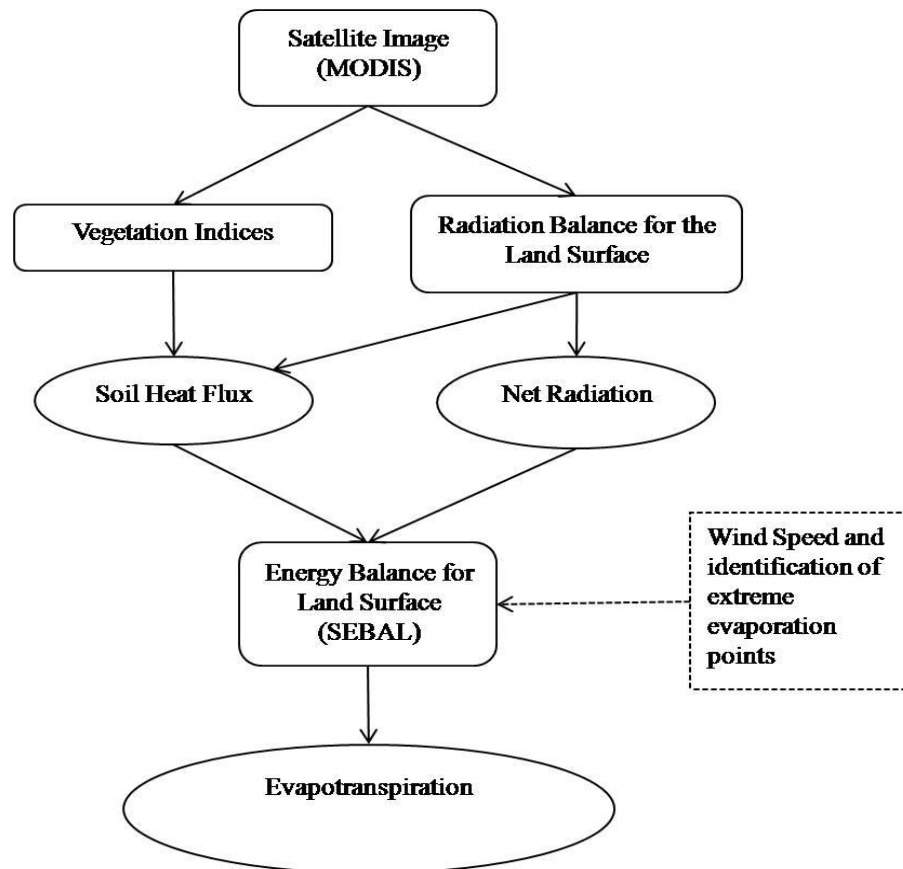 Satellite Image
(MODIS)
Vegetation Indices
Radiation Balance for the
Land Surface
Soil Heat Flux
Net Radiation
Energy Balance for
Land Surface
(SEBAL)
Wind Speed and
identification of
extreme
evaporation
points
Evapotranspiration